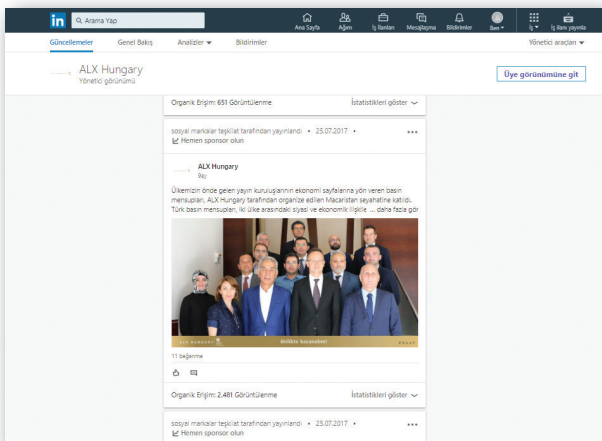 in Arama Yap
Ana Sayfa Ağım İş İlanları Mesajlaşma Bildirimler Ben İş İş ilanı yayınla
Güncellemeler Genel Bakış Analizler Bildirimler Yönetici araçları
ALX Hungary
Yönetici görünümü
Üye görünümüne git
Organik Erişim: 651 Görüntülenme İstatistikleri göster
sosyal markalar teşkilat tarafından yayınlandı • 25.07.2017 •
Hemen sponsor olun
ALX Hungary
9ay
Ülkemizin önde gelen yayın kuruluşlarının ekonomi sayfalarına yön veren basın
mensupları, ALX Hungary tarafından organize edilen Macaristan seyahatine katıldı.
Türk basın mensupları, iki ülke arasındaki siyasi ve ekonomik ilişkile ... daha fazla gör
ALX HUNGARY birlikte kazanalım!
11 beğenme
Organik Erişim: 2.481 Görüntülenme İstatistikleri göster
sosyal markalar teşkilat tarafından yayınlandı • 25.07.2017 •
Hemen sponsor olun